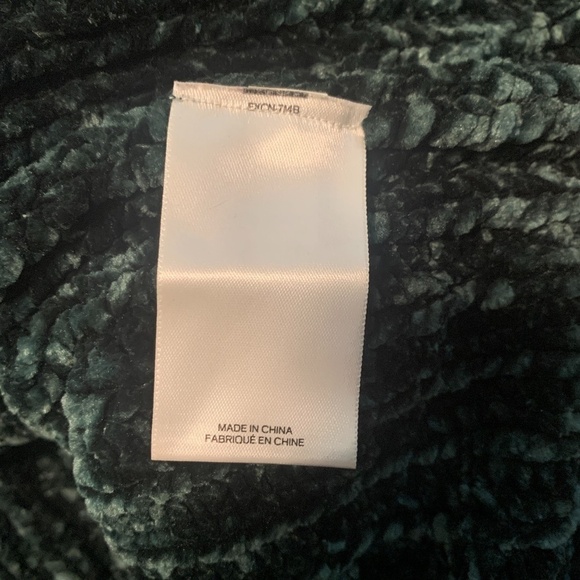 EXCN-714B
MADE IN CHINA
FABRIQUÉ EN CHINE